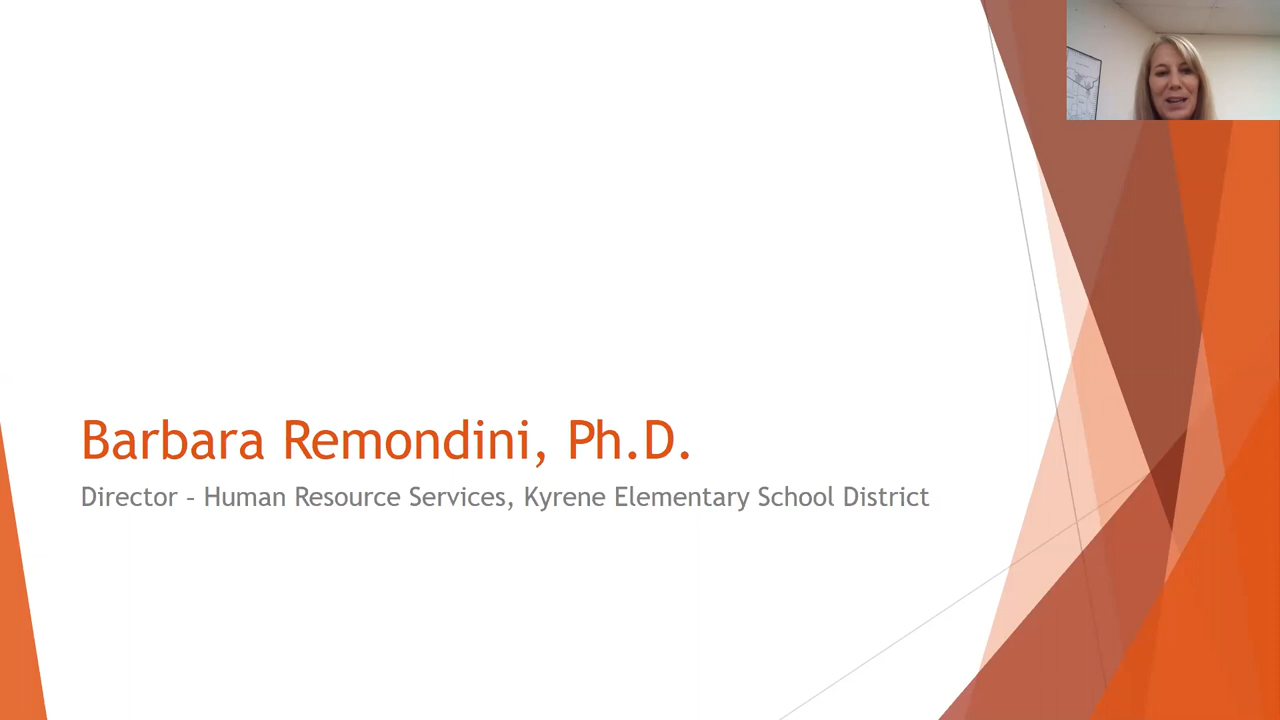 Barbara Remondini, Ph.D.
Director – Human Resource Services, Kyrene Elementary School District